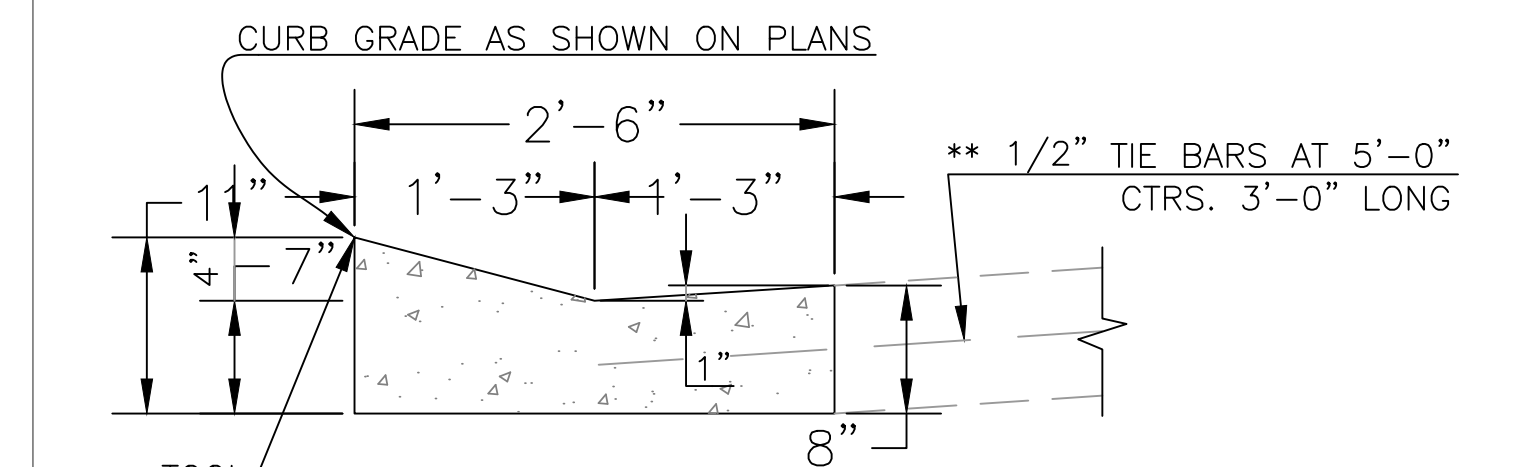 CURB GRADE AS SHOWN ON PLANS
2'-6"
** 1/2" TIE BARS AT 5'-0"
CTRS. 3'-0" LONG
11"
1'-3"
1'-3"
4"
7"
1"
8"